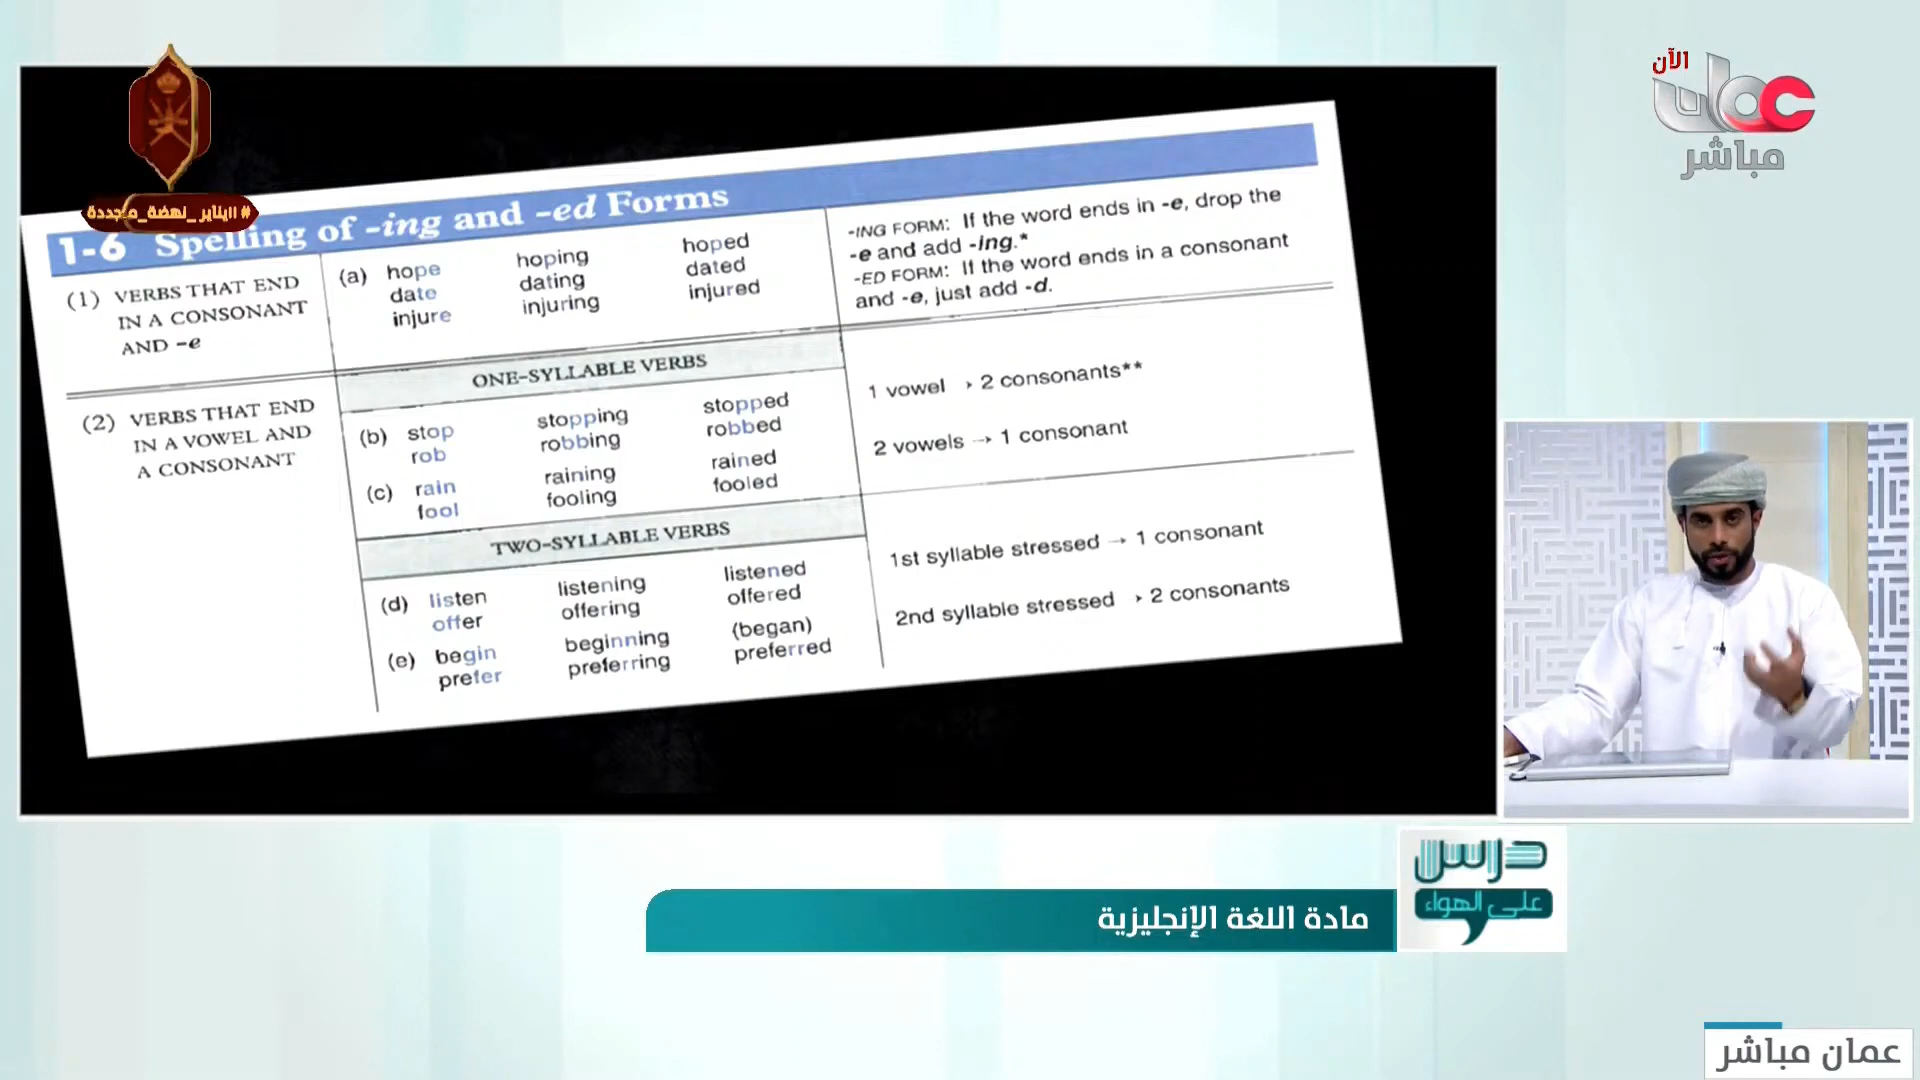 الآن
عمان
مباشر
# ١١يناير_نهضة_متجددة
1-6 Spelling of -ing and -ed Forms
(1) VERBS THAT END
IN A CONSONANT
AND -e
(a) hope hoping hoped
date dating dated
injure injuring injured
-ING FORM: If the word ends in -e, drop the
-e and add -ing.*
-ED FORM: If the word ends in a consonant
and -e, just add -d.
(2) VERBS THAT END
IN A VOWEL AND
A CONSONANT
ONE-SYLLABLE VERBS
(b) stop stopping stopped
rob robbing robbed
1 vowel → 2 consonants**
(c) rain raining rained
fool fooling fooled
2 vowels → 1 consonant
TWO-SYLLABLE VERBS
(d) listen listening listened
offer offering offered
1st syllable stressed → 1 consonant
(e) begin beginning (began)
prefer preferring preferred
2nd syllable stressed → 2 consonants
درس
على الهواء
مادة اللغة الإنجليزية
عمان مباشر